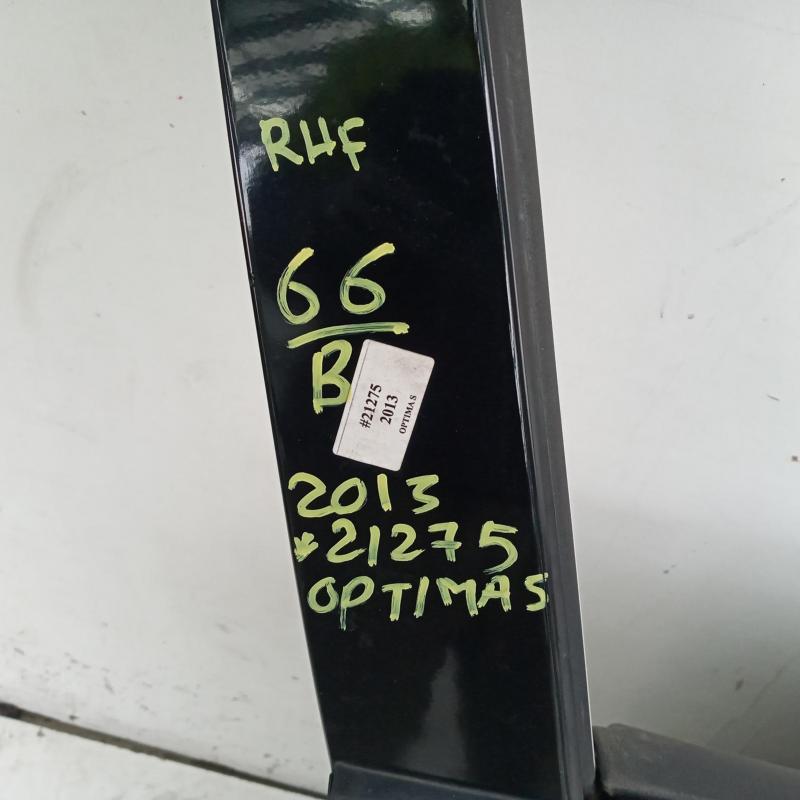 RHF
66
B
#21275
2013
OPTIMAS
2013
*21275
OPTIMAS